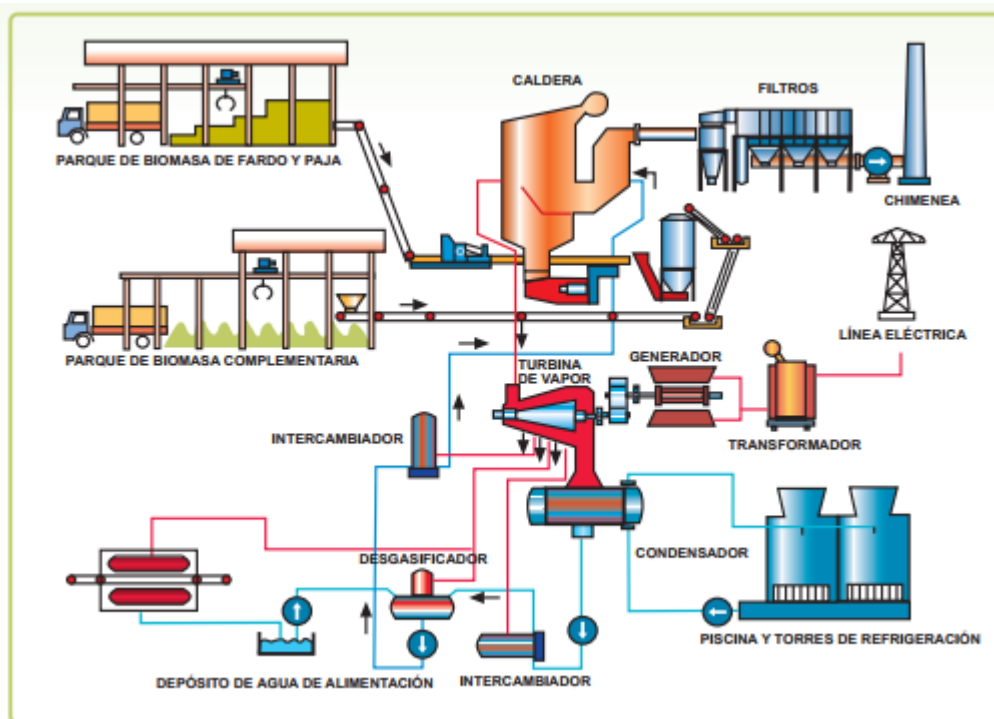 CALDERA
FILTROS
PARQUE DE BIOMASA DE FARDO Y PAJA
CHIMENEA
LÍNEA ELÉCTRICA
PARQUE DE BIOMASA COMPLEMENTARIA
TURBINA
DE VAPOR
GENERADOR
INTERCAMBIADOR
TRANSFORMADOR
DESGASIFICADOR
CONDENSADOR
PISCINA Y TORRES DE REFRIGERACIÓN
DEPÓSITO DE AGUA DE ALIMENTACIÓN
INTERCAMBIADOR